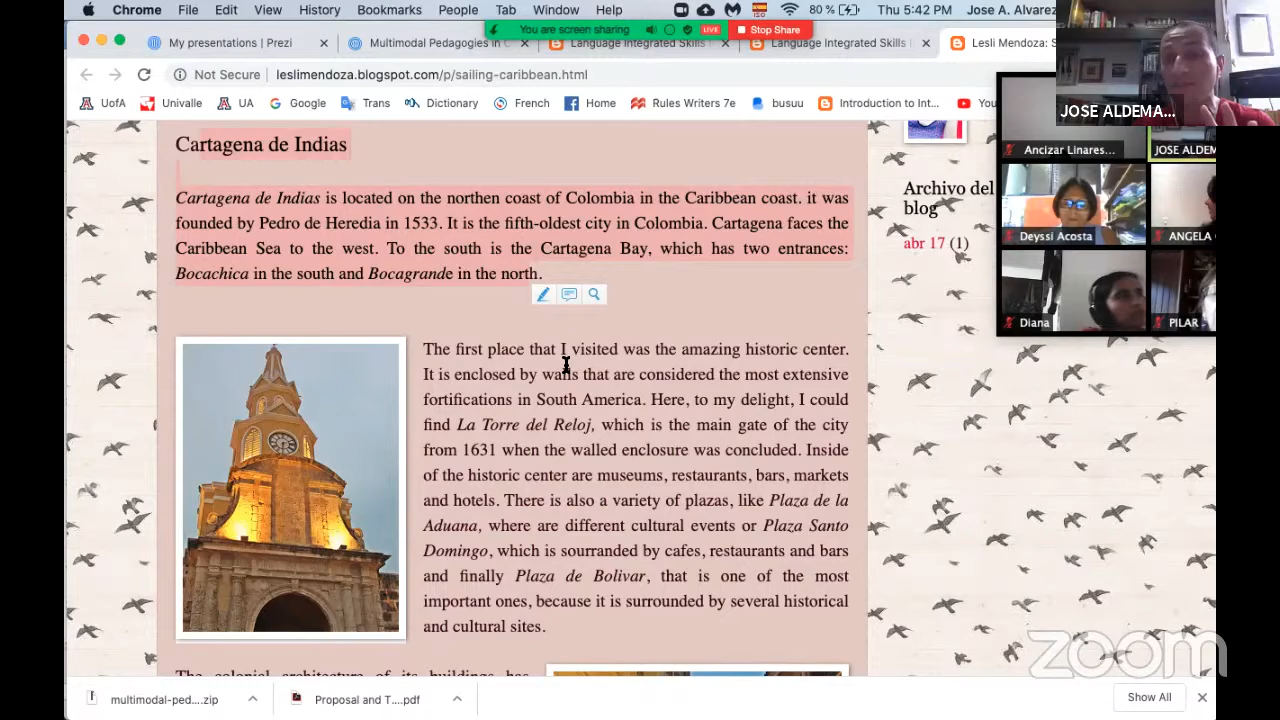 Chrome File Edit View History Bookmarks People Tab Window Help ISO 80 % Thu 5:42 PM Jose A. Alvarez
You are screen sharing LIVE Stop Share
My presentations | Prezi × Multimodal Pedagogies in C × Language Integrated Skills × Language Integrated Skills × Lesli Mendoza: S
Not Secure leslimendoza.blogspot.com/p/sailing-caribbean.html
UofA Univalle UA Google Trans Dictionary French Home Rules Writers 7e busuu Introduction to Int...
JOSE ALDEMA...
Ancizar Linares... JOSE ALDEM
Deyssi Acosta ANGELA
Diana PILAR
Cartagena de Indias
Cartagena de Indias is located on the northen coast of Colombia in the Caribbean coast. it was
founded by Pedro de Heredia in 1533. It is the fifth-oldest city in Colombia. Cartagena faces the
Caribbean Sea to the west. To the south is the Cartagena Bay, which has two entrances:
Bocachica in the south and Bocagrande in the north.
Archivo del
blog
abr 17 (1)
The first place that I visited was the amazing historic center.
It is enclosed by walls that are considered the most extensive
fortifications in South America. Here, to my delight, I could
find La Torre del Reloj, which is the main gate of the city
from 1631 when the walled enclosure was concluded. Inside
of the historic center are museums, restaurants, bars, markets
and hotels. There is also a variety of plazas, like Plaza de la
Aduana, where are different cultural events or Plaza Santo
Domingo, which is sourranded by cafes, restaurants and bars
and finally Plaza de Bolivar, that is one of the most
important ones, because it is surrounded by several historical
and cultural sites.
The colonial architecture of its buildings has
zoom
multimodal-ped....zip Proposal and T....pdf Show All